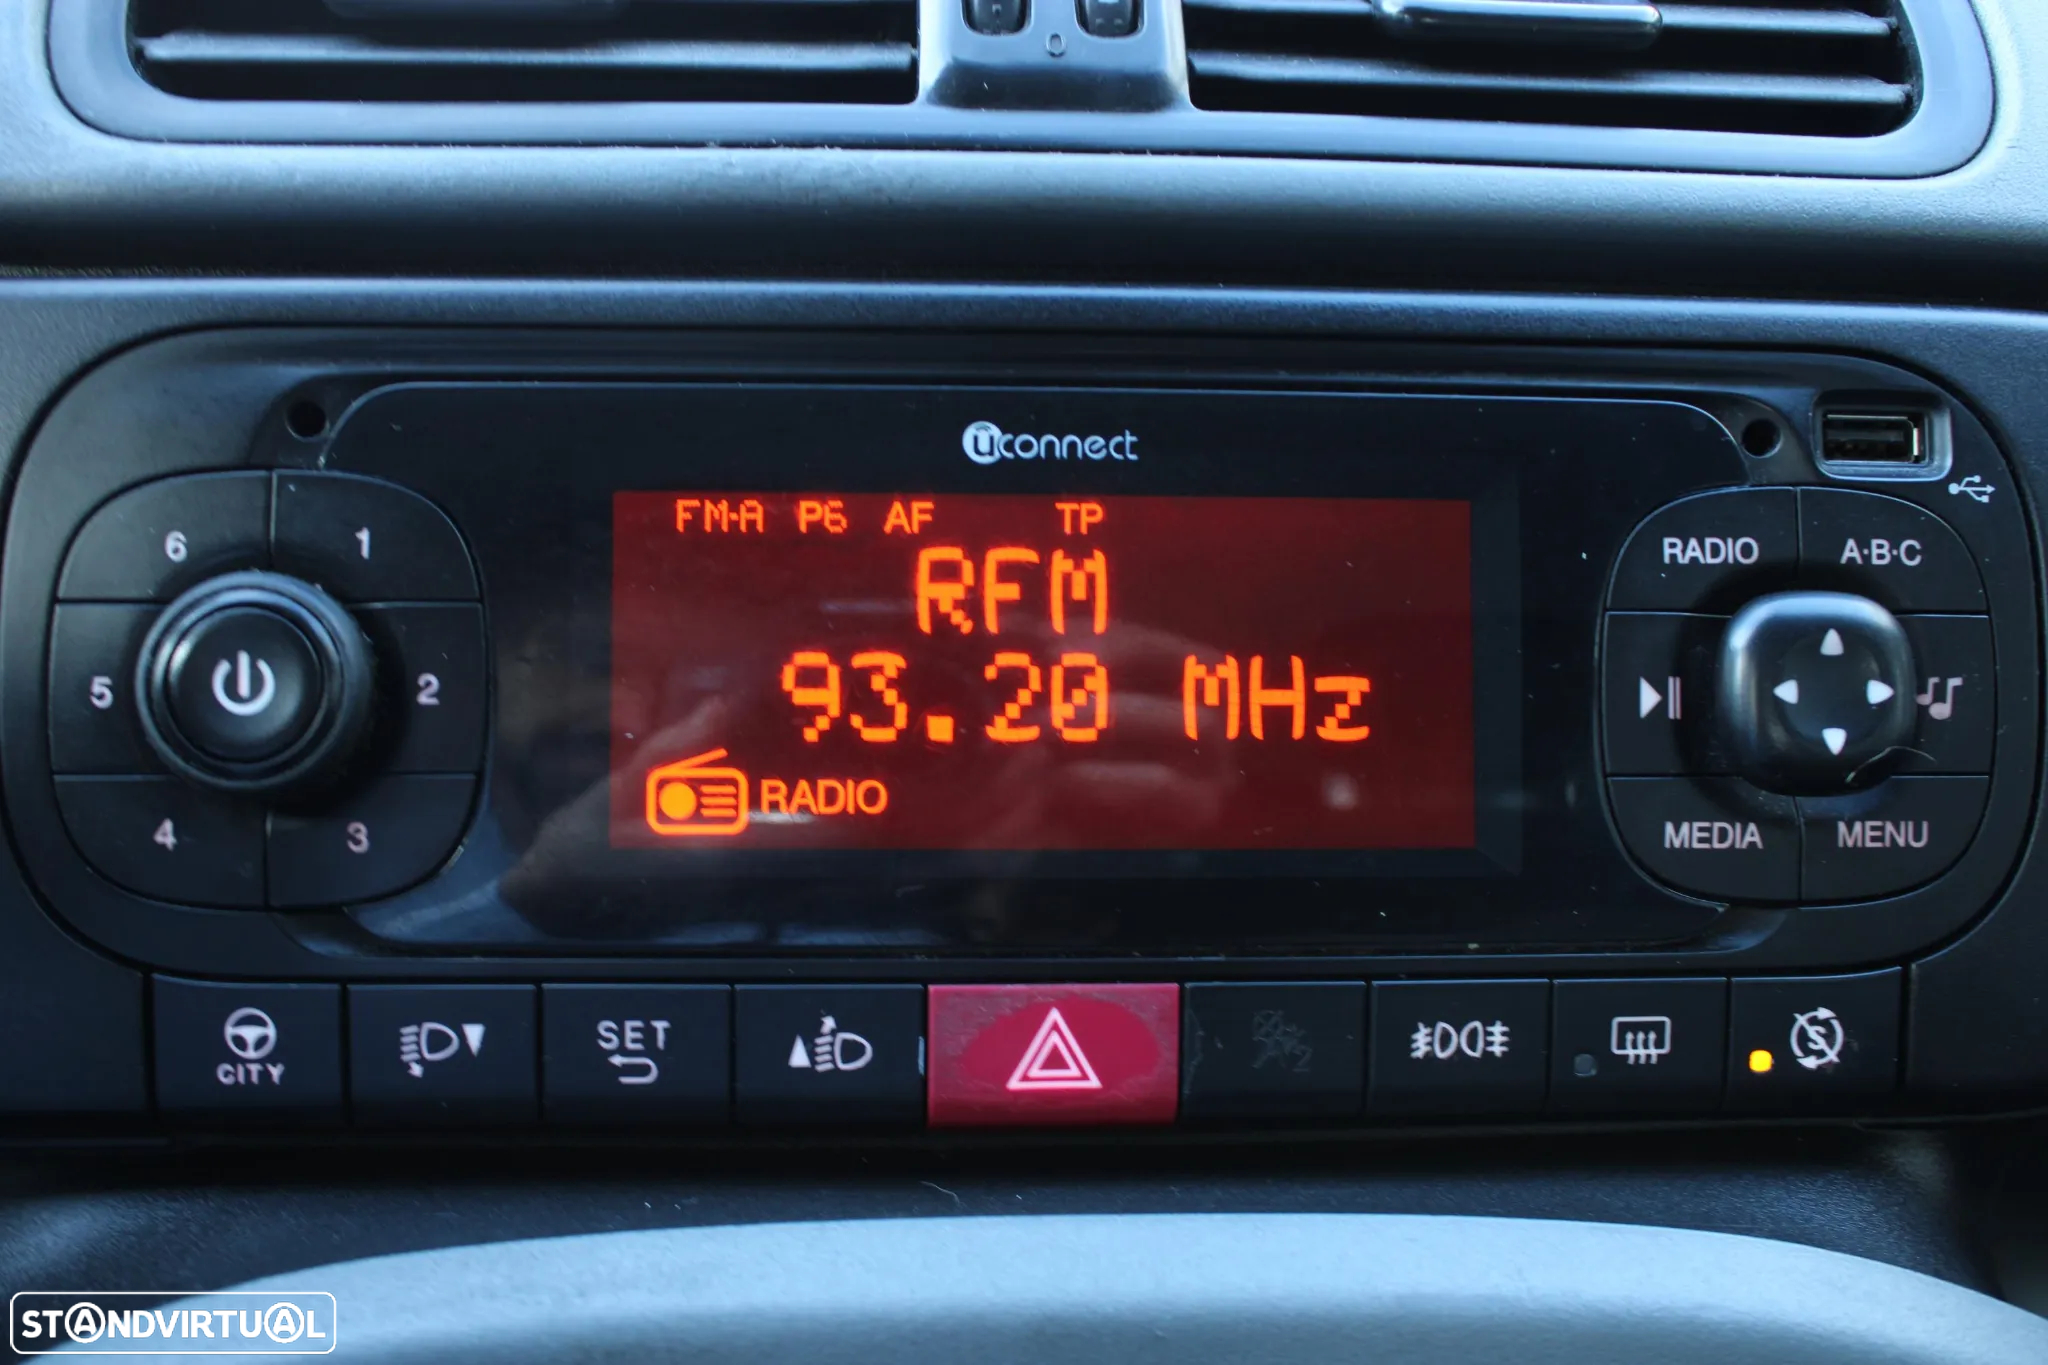 0
uconnect
FM-A P6 AF TP
RFM
93.20 MHz
RADIO
6 1
5 2
4 3
RADIO A·B·C
MEDIA MENU
CITY
SET
S
STANDVIRTUAL